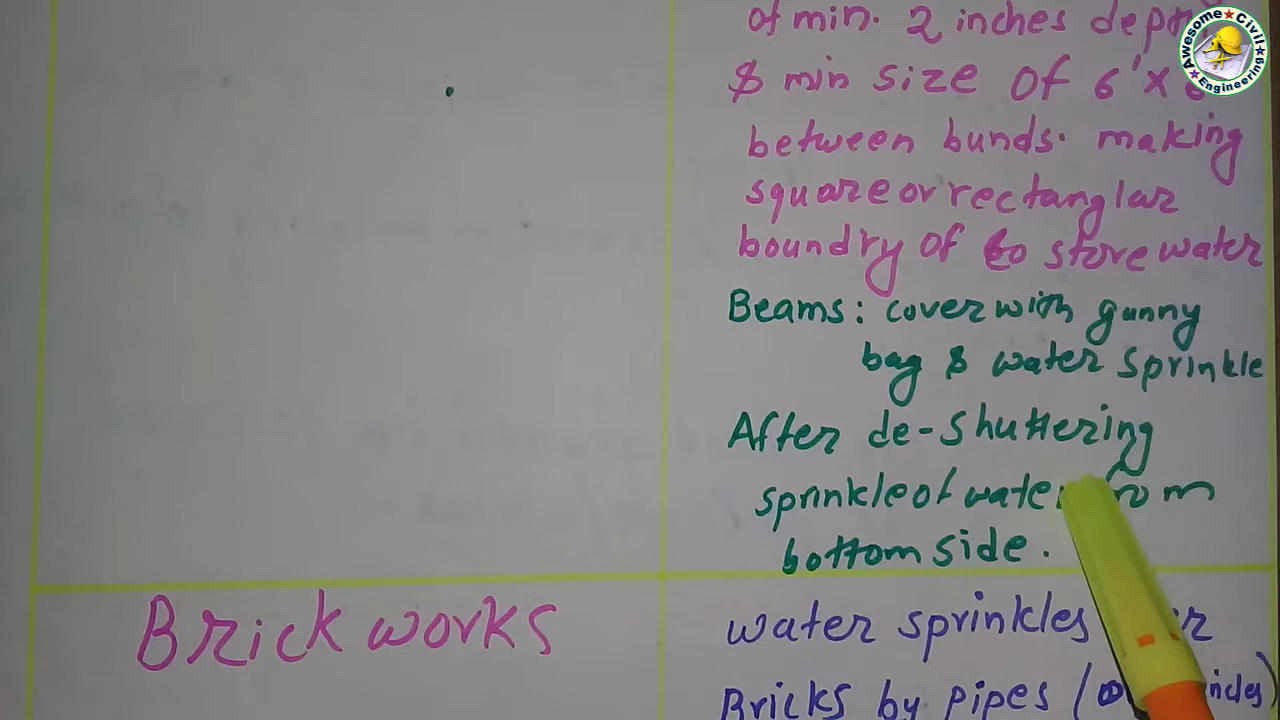 of min. 2 inches
& min size of 6' x
between bunds. making
square or rectanglar
boundry of to store water
Beams: cover with gunny
bag & water sprinkle
After de-shuttering
sprinkle of water from
bottom side.
Brick works
water sprinkles
Bricks by pipes (
Awesome Civil Engineering